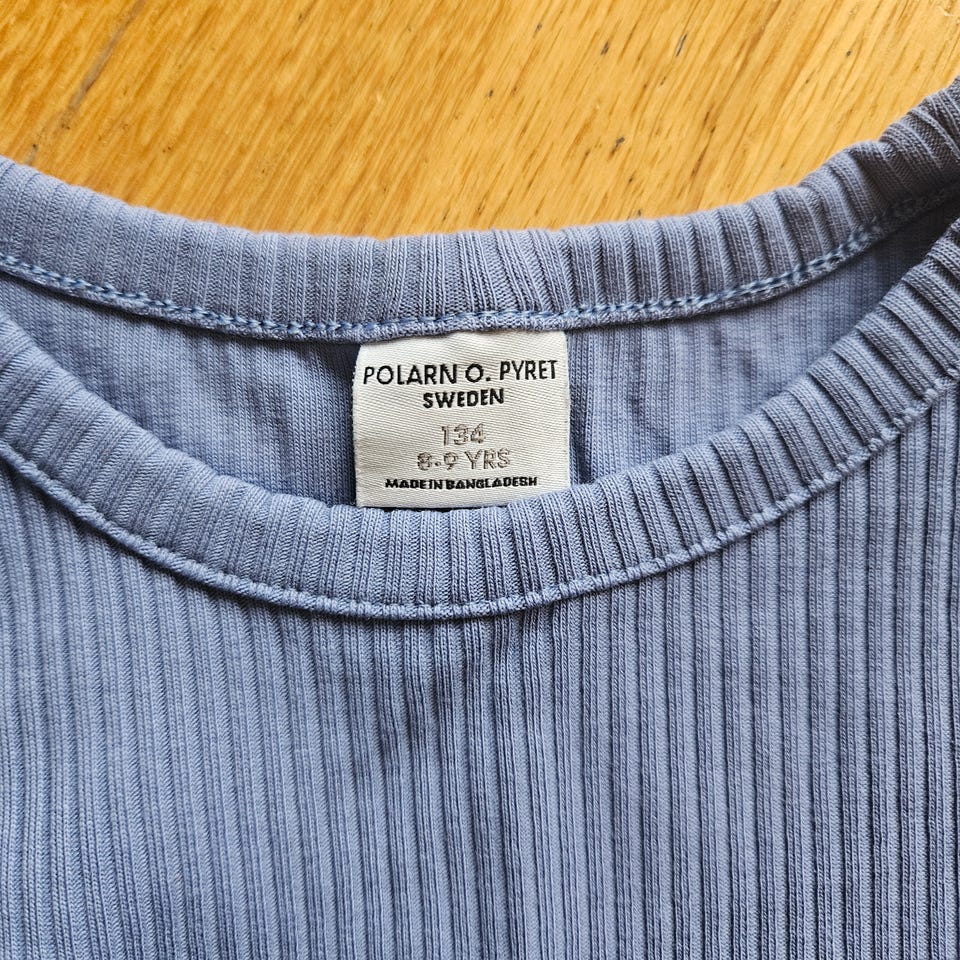 POLARN O. PYRET
SWEDEN
134
8-9 YRS
MADE IN BANGLADESH